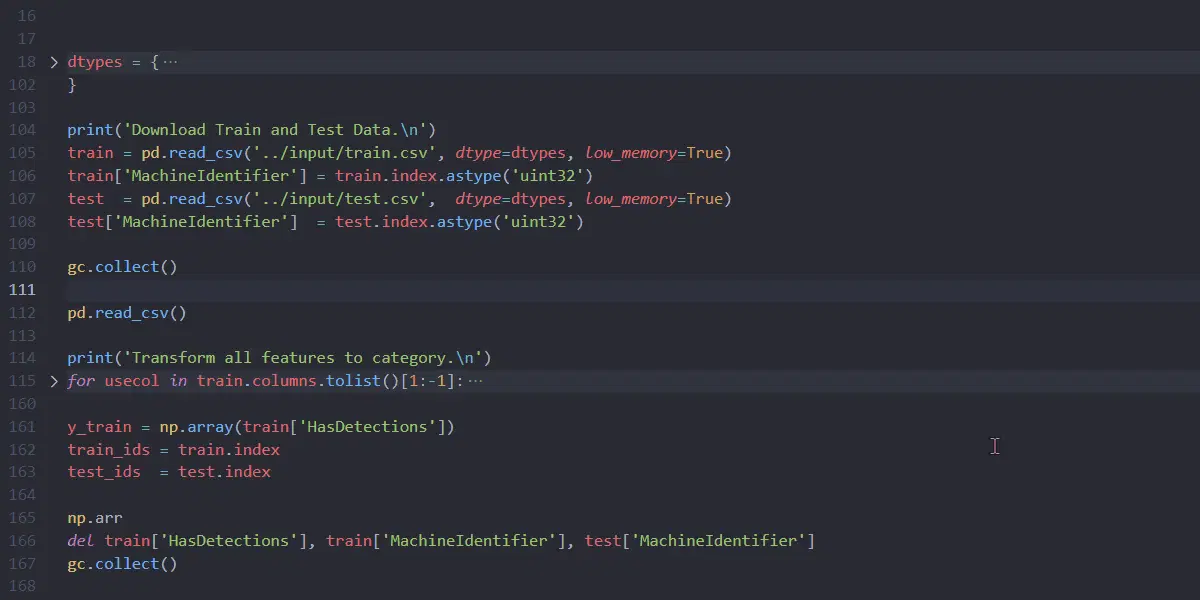 16
17
18 dtypes = {···
102 }
103
104 print('Download Train and Test Data.\n')
105 train = pd.read_csv('../input/train.csv', dtype=dtypes, low_memory=True)
106 train['MachineIdentifier'] = train.index.astype('uint32')
107 test  = pd.read_csv('../input/test.csv',  dtype=dtypes, low_memory=True)
108 test['MachineIdentifier']  = test.index.astype('uint32')
109
110 gc.collect()
111
112 pd.read_csv()
113
114 print('Transform all features to category.\n')
115 for usecol in train.columns.tolist()[1:-1]:···
160
161 y_train = np.array(train['HasDetections'])
162 train_ids = train.index
163 test_ids  = test.index
164
165 np.arr
166 del train['HasDetections'], train['MachineIdentifier'], test['MachineIdentifier']
167 gc.collect()
168